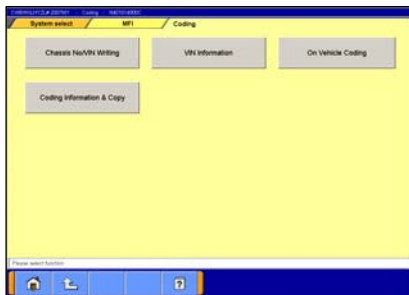 System select MFI Coding
Chassis No/VIN Writing VIN Information On Vehicle Coding
Coding Information & Copy
Please select function
?